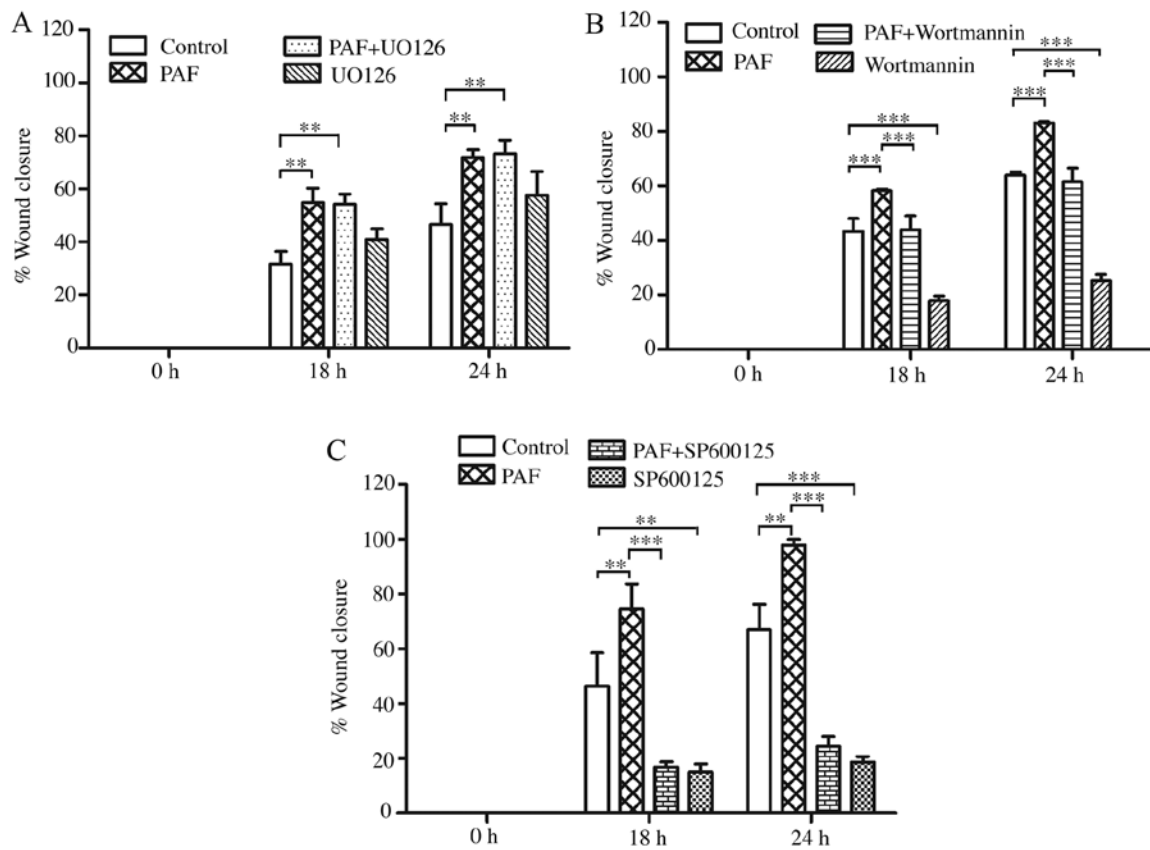 A
Control
PAF
PAF+UO126
UO126
% Wound closure
120
100
80
60
40
20
0
**
**
**
**
0 h
18 h
24 h
B
Control
PAF
PAF+Wortmannin
Wortmannin
% Wound closure
120
100
80
60
40
20
0
***
***
***
***
***
***
0 h
18 h
24 h
C
Control
PAF
PAF+SP600125
SP600125
% Wound closure
120
100
80
60
40
20
0
**
***
**
***
***
**
0 h
18 h
24 h